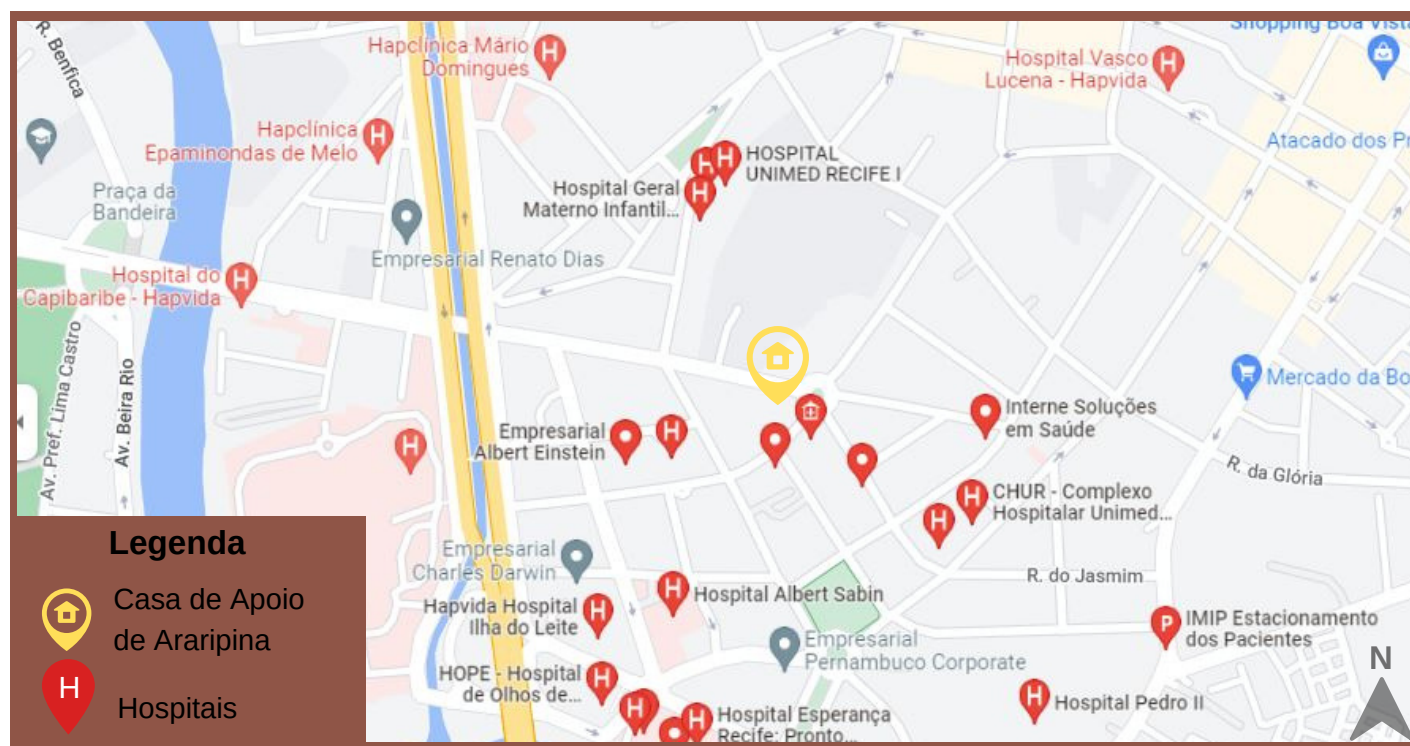 R. Benfica
Hapclínica Mário
Domingues
Hospital Vasco
Lucena - Hapvida
Shopping Boa Vista
Hapclínica
Epaminondas de Melo
Atacado dos
HOSPITAL
UNIMED RECIFE I
Praça da
Bandeira
Hospital Geral
Materno Infantil...
Empresarial Renato Dias
Hospital do
Capibaribe - Hapvida
Av. Pref. Lima Castro
Av. Beira Rio
Mercado da
Interne Soluções
em Saúde
Empresarial
Albert Einstein
R. da Glória
CHUR - Complexo
Hospitalar Unimed...
Empresarial
Charles Darwin
R. do Jasmim
Hospital Albert Sabin
Hapvida Hospital
Ilha do Leite
IMIP Estacionamento
dos Pacientes
Empresarial
Pernambuco Corporate
HOPE - Hospital
de Olhos de...
Hospital Pedro II
Hospital Esperança
Recife: Pronto...
N
Legenda
Casa de Apoio
de Araripina
H
Hospitais